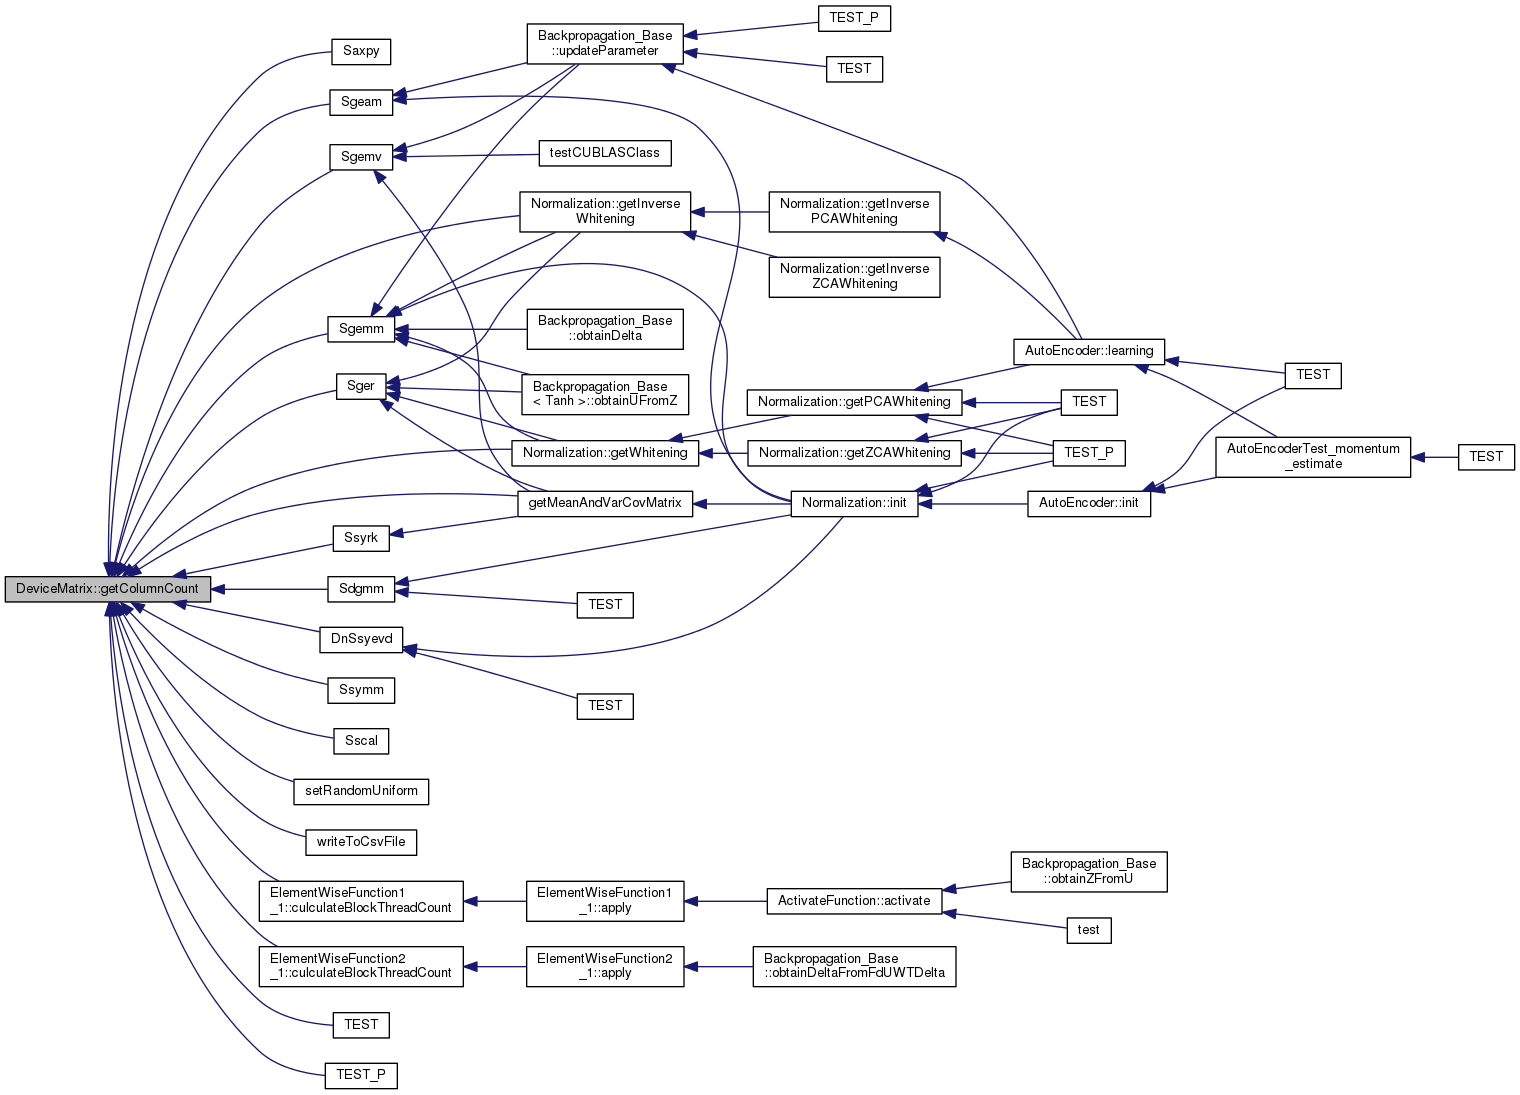 DeviceMatrix::getColumnCount
Saxpy
Sgeam
Sgemv
Sgemm
Sger
Ssyrk
Sdgmm
DnSsyevd
Ssymm
Sscal
setRandomUniform
writeToCsvFile
ElementWiseFunction1
_1::culculateBlockThreadCount
ElementWiseFunction2
_1::culculateBlockThreadCount
TEST
TEST_P
Backpropagation_Base
::updateParameter
testCUBLASClass
Normalization::getInverse
Whitening
Backpropagation_Base
::obtainDelta
Backpropagation_Base
< Tanh >::obtainUFromZ
Normalization::getWhitening
getMeanAndVarCovMatrix
TEST
TEST
ElementWiseFunction1
_1::apply
ElementWiseFunction2
_1::apply
TEST_P
TEST
Normalization::getInverse
PCAWhitening
Normalization::getInverse
ZCAWhitening
Normalization::getPCAWhitening
Normalization::getZCAWhitening
Normalization::init
ActivateFunction::activate
Backpropagation_Base
::obtainDeltaFromFdUWTDelta
AutoEncoder::learning
TEST
TEST_P
AutoEncoder::init
Backpropagation_Base
::obtainZFromU
test
TEST
AutoEncoderTest_momentum
_estimate
TEST